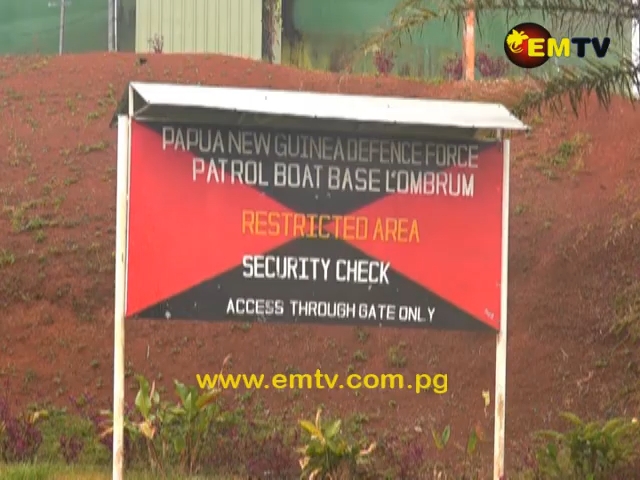 EMTV
PAPUA NEW GUINEA DEFENCE FORCE
PATROL BOAT BASE L'OMBRUM
RESTRICTED AREA
SECURITY CHECK
ACCESS THROUGH GATE ONLY
www.emtv.com.pg